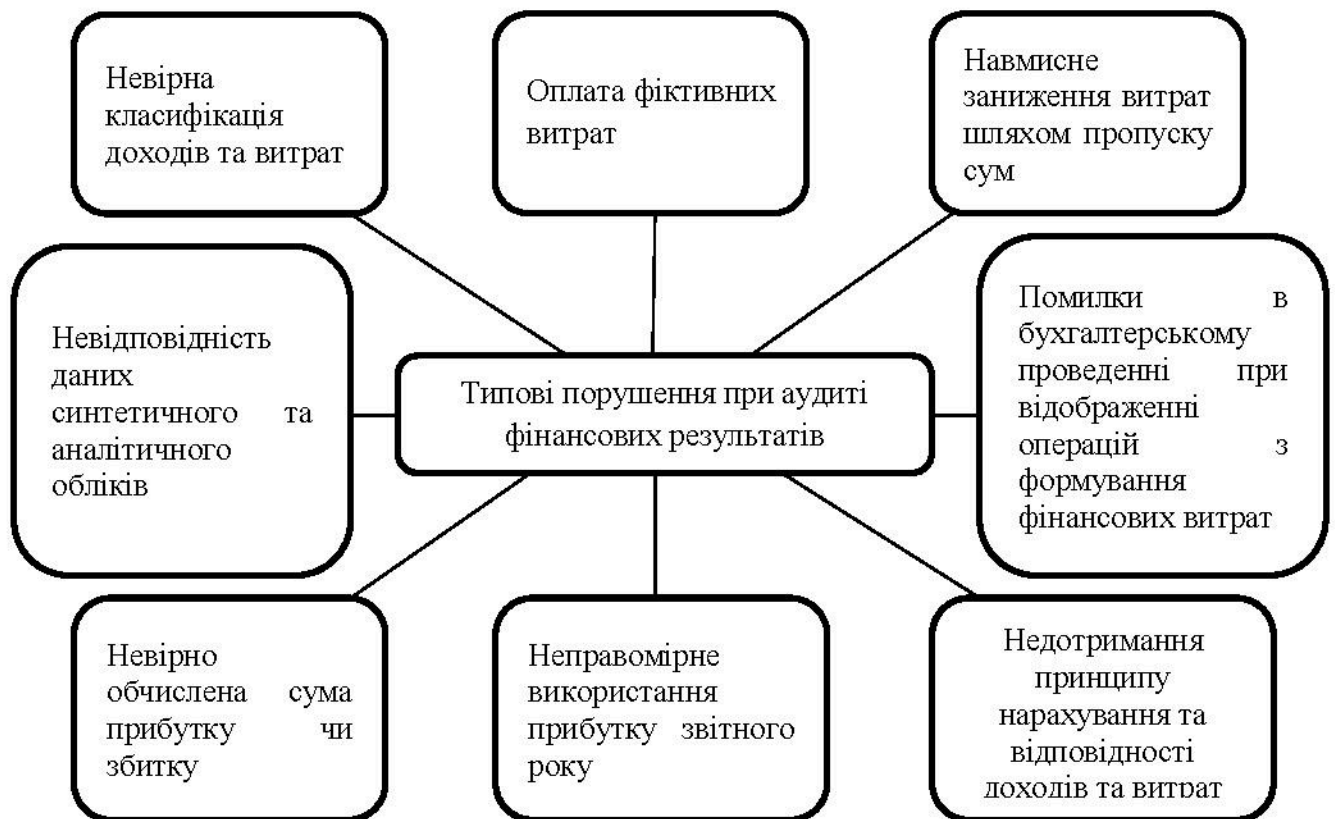 Невірна
класифікація
доходів та витрат
Оплата фіктивних
витрат
Навмисне
заниження витрат
шляхом пропуску
сум
Невідповідність
даних
синтетичного та
аналітичного
обліків
Типові порушення при аудиті
фінансових результатів
Помилки в
бухгалтерському
проведенні при
відображенні
операцій з
формування
фінансових витрат
Невірно
обчислена сума
прибутку чи
збитку
Неправомірне
використання
прибутку звітного
року
Недотримання
принципу
нарахування та
відповідності
доходів та витрат